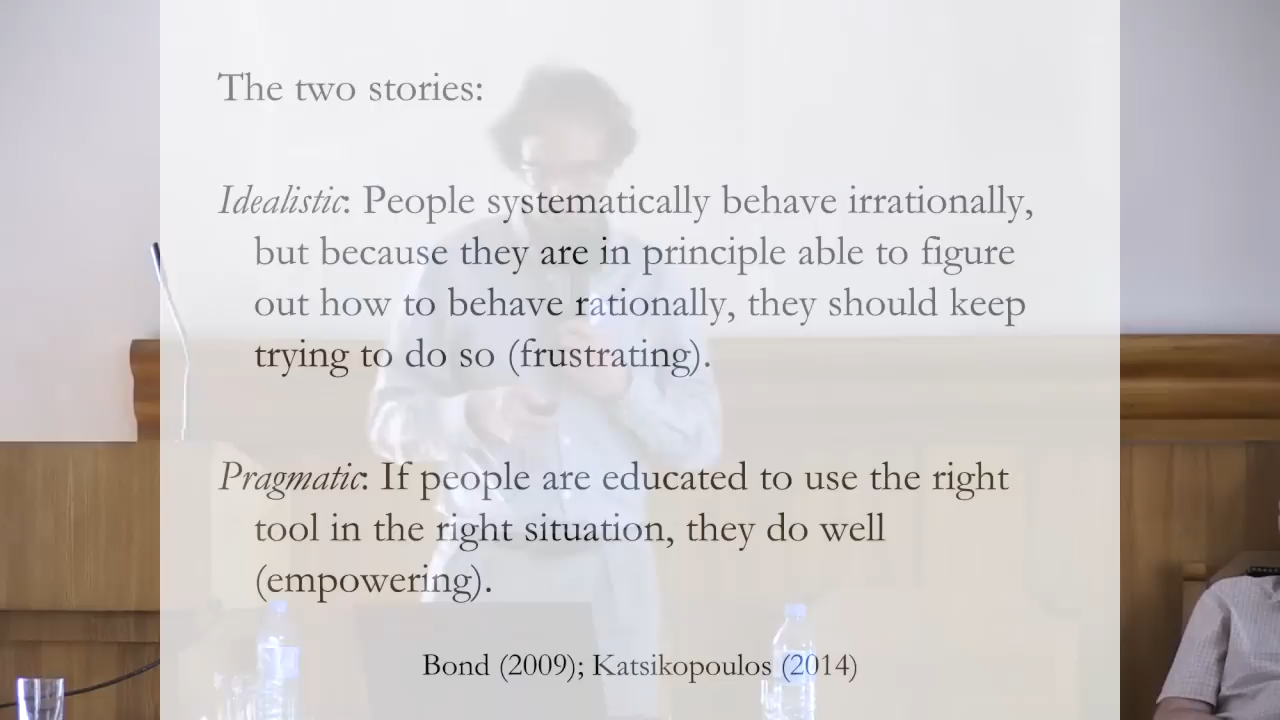 The two stories:
Idealistic: People systematically behave irrationally,
but because they are in principle able to figure
out how to behave rationally, they should keep
trying to do so (frustrating).
Pragmatic: If people are educated to use the right
tool in the right situation, they do well
(empowering).
Bond (2009); Katsikopoulos (2014)